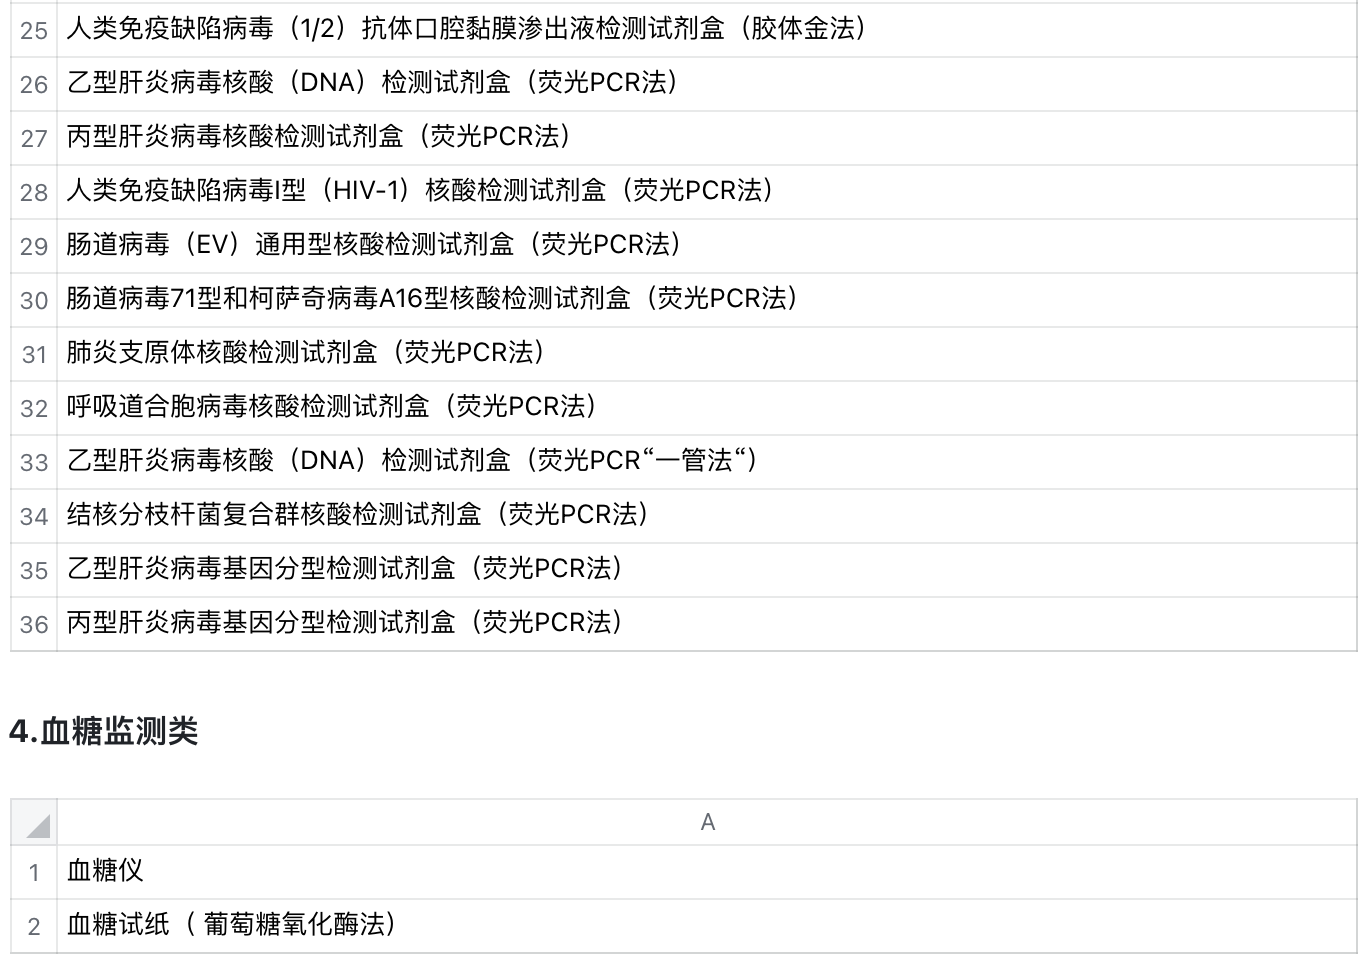 25 人类免疫缺陷病毒（1/2）抗体口腔黏膜渗出液检测试剂盒（胶体金法）
26 乙型肝炎病毒核酸（DNA）检测试剂盒（荧光PCR法）
27 丙型肝炎病毒核酸检测试剂盒（荧光PCR法）
28 人类免疫缺陷病毒I型（HIV-1）核酸检测试剂盒（荧光PCR法）
29 肠道病毒（EV）通用型核酸检测试剂盒（荧光PCR法）
30 肠道病毒71型和柯萨奇病毒A16型核酸检测试剂盒（荧光PCR法）
31 肺炎支原体核酸检测试剂盒（荧光PCR法）
32 呼吸道合胞病毒核酸检测试剂盒（荧光PCR法）
33 乙型肝炎病毒核酸（DNA）检测试剂盒（荧光PCR“一管法“）
34 结核分枝杆菌复合群核酸检测试剂盒（荧光PCR法）
35 乙型肝炎病毒基因分型检测试剂盒（荧光PCR法）
36 丙型肝炎病毒基因分型检测试剂盒（荧光PCR法）
4.血糖监测类
A
1 血糖仪
2 血糖试纸（ 葡萄糖氧化酶法）